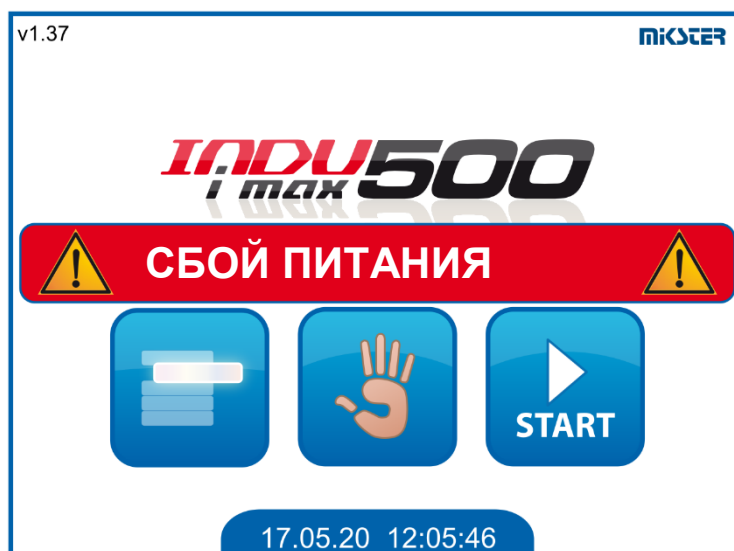 v1.37
MIKSTER
INDU 500
i max
СБОЙ ПИТАНИЯ
START
17.05.20 12:05:46